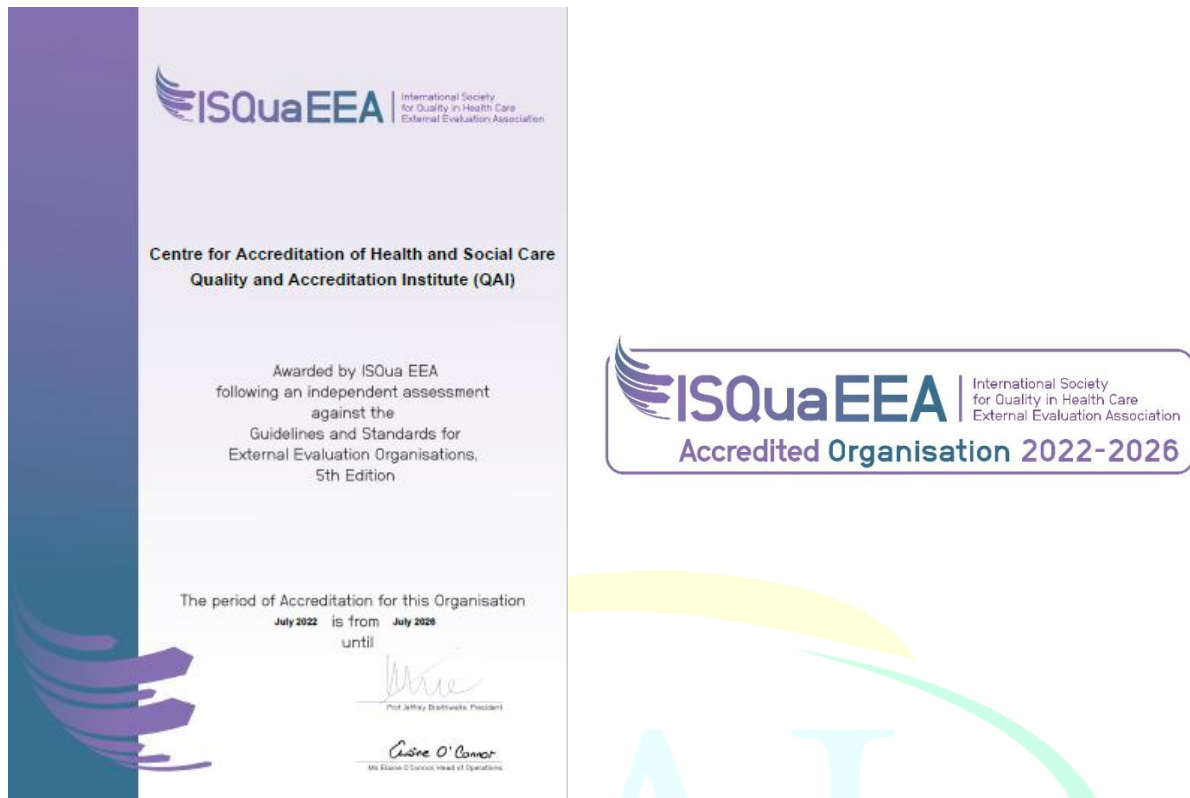 ISQuaEEA
International Society
for Quality in Health Care
External Evaluation Association
Centre for Accreditation of Health and Social Care
Quality and Accreditation Institute (QAI)
Awarded by ISQua EEA
following an independent assessment
against the
Guidelines and Standards for
External Evaluation Organisations,
5th Edition
The period of Accreditation for this Organisation
July 2022 is from July 2026
until
Prof Jeffrey Braithwaite, President
Elaine O'Connor
Ms Elaine O'Connor, Head of Operations
ISQuaEEA
International Society
for Quality in Health Care
External Evaluation Association
Accredited Organisation 2022-2026